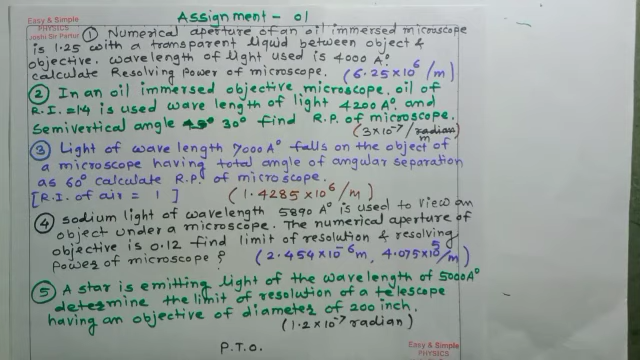 Assignment - 01
Easy & Simple
PHYSICS
Joshi Sir Partur
① Numerical aperture of an oil immersed microscope
is 1.25 with a transparent liquid between object &
objective. wavelength of light used is 4000 A°.
calculate Resolving Power of microscope. (6.25×10⁶/m)
② In an oil immersed objective microscope, oil of
R.I. = 1.4 is used wave length of light 4200 A° and
semivertical angle 30° find R.P. of microscope.
(3×10⁻⁷/radian)
m
③ Light of wave length 7000 A° falls on the object of
a microscope having total angle of angular separation
as 60° calculate R.P. of microscope.
[R.I. of air = 1 ] (1.4285×10⁶/m)
④ sodium light of wavelength 5890 A° is used to view an
object under a microscope. The numerical aperture of
objective is 0.12 find limit of resolution & resolving
power of microscope ? (2.454×10⁻⁶m, 4.075×10⁵/m)
⑤ A star is emitting light of the wavelength of 5000A°
determine the limit of resolution of a telescope
having an objective of diameter of 200 inch.
(1.2×10⁻⁷ radian)
P.T.O.
Easy & Simple
PHYSICS